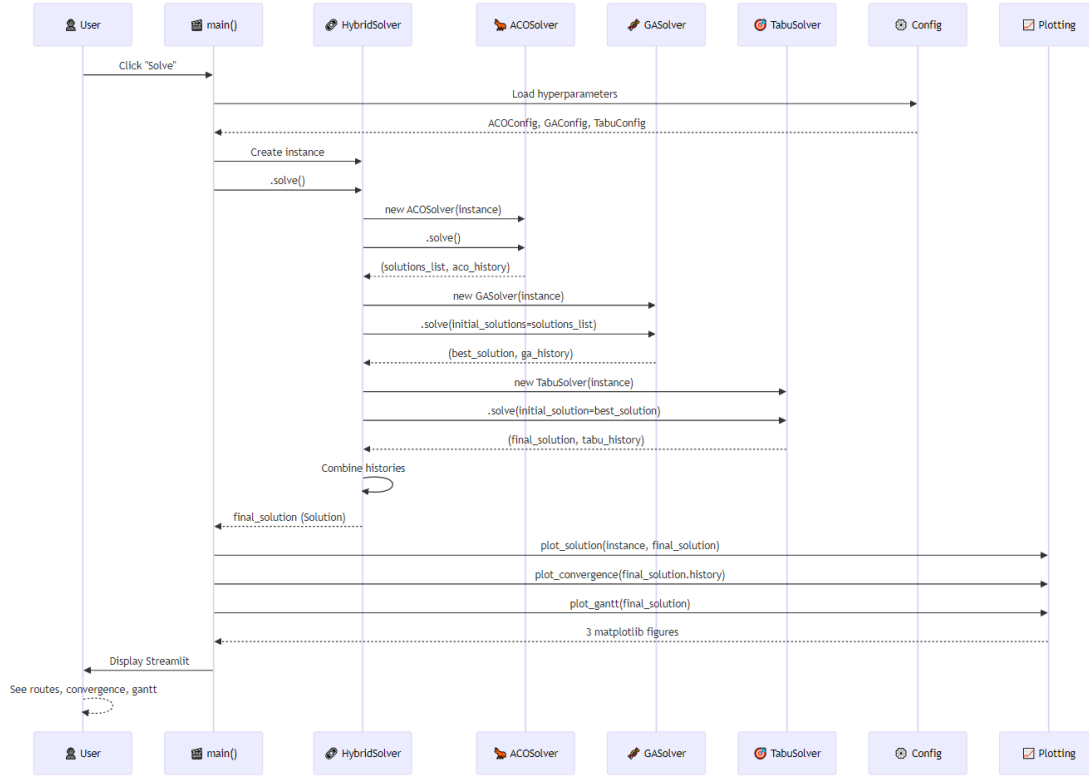 User
main()
HybridSolver
ACOSolver
GASolver
TabuSolver
Config
Plotting
Click "Solve"
Load hyperparameters
ACOConfig, GAConfig, TabuConfig
Create instance
.solve()
new ACOSolver(instance)
.solve()
(solutions_list, aco_history)
new GASolver(instance)
.solve(initial_solutions=solutions_list)
(best_solution, ga_history)
new TabuSolver(instance)
.solve(initial_solution=best_solution)
(final_solution, tabu_history)
Combine histories
final_solution (Solution)
plot_solution(instance, final_solution)
plot_convergence(final_solution.history)
plot_gantt(final_solution)
3 matplotlib figures
Display Streamlit
See routes, convergence, gantt
User
main()
HybridSolver
ACOSolver
GASolver
TabuSolver
Config
Plotting